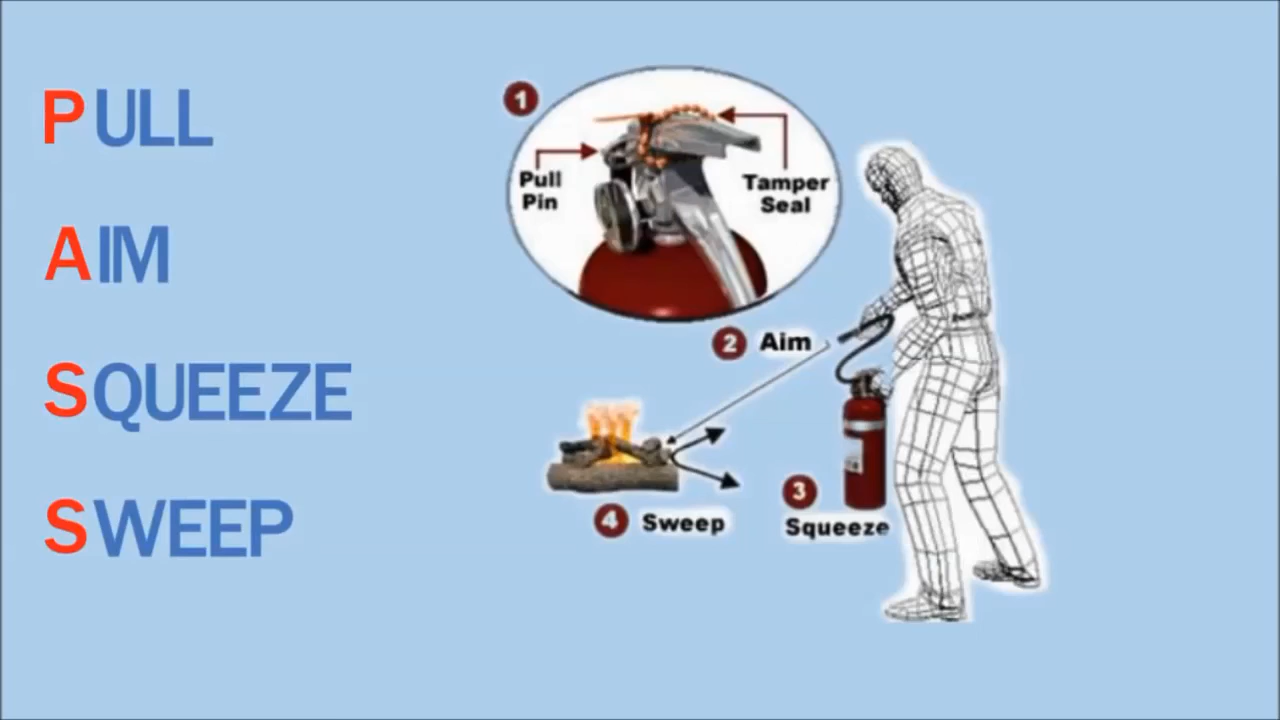 PULL
AIM
SQUEEZE
SWEEP
1
Pull
Pin
Tamper
Seal
2 Aim
3
Squeeze
4 Sweep